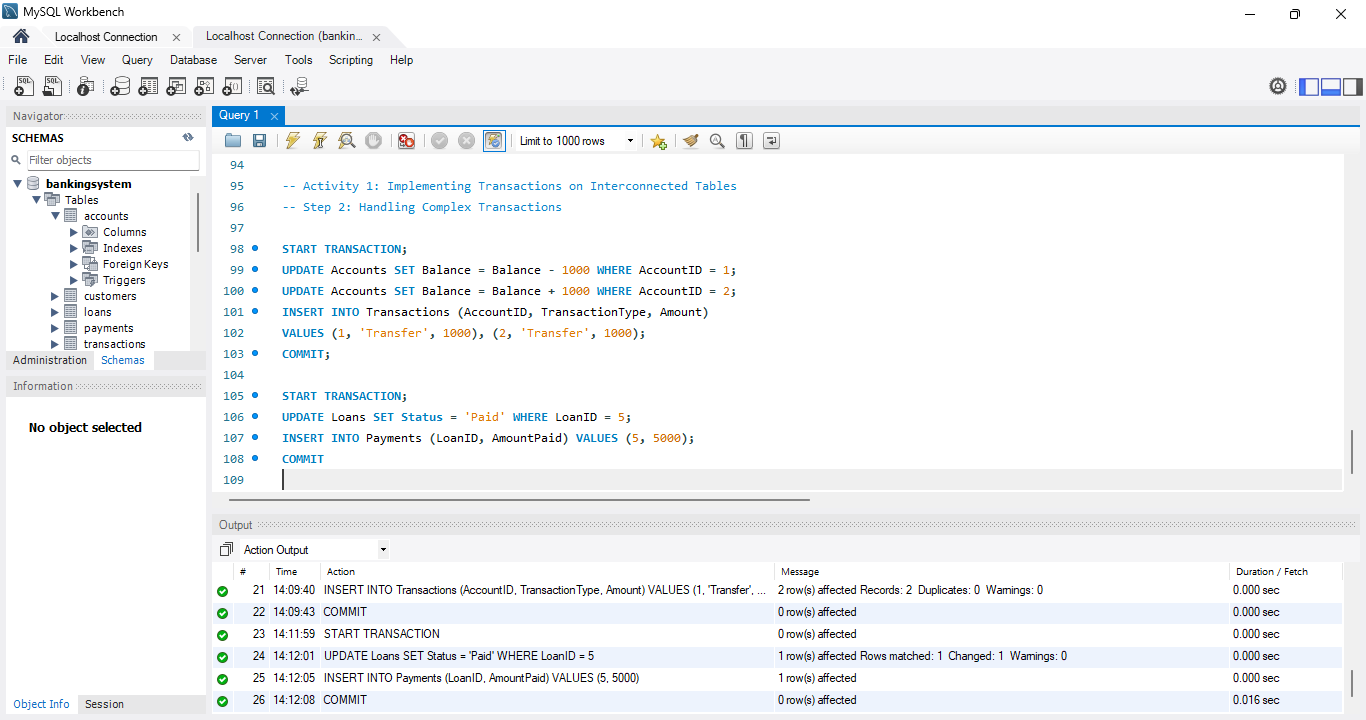 MySQL Workbench
Localhost Connection
Localhost Connection (bankin...
File Edit View Query Database Server Tools Scripting Help
Navigator
SCHEMAS
Filter objects
bankingsystem
Tables
accounts
Columns
Indexes
Foreign Keys
Triggers
customers
loans
payments
transactions
Administration Schemas
Information
No object selected
Object Info Session
Query 1
Limit to 1000 rows
94
95 -- Activity 1: Implementing Transactions on Interconnected Tables
96 -- Step 2: Handling Complex Transactions
97
98 START TRANSACTION;
99 UPDATE Accounts SET Balance = Balance - 1000 WHERE AccountID = 1;
100 UPDATE Accounts SET Balance = Balance + 1000 WHERE AccountID = 2;
101 INSERT INTO Transactions (AccountID, TransactionType, Amount)
102 VALUES (1, 'Transfer', 1000), (2, 'Transfer', 1000);
103 COMMIT;
104
105 START TRANSACTION;
106 UPDATE Loans SET Status = 'Paid' WHERE LoanID = 5;
107 INSERT INTO Payments (LoanID, AmountPaid) VALUES (5, 5000);
108 COMMIT
109
Output
Action Output
# Time Action Message Duration / Fetch
21 14:09:40 INSERT INTO Transactions (AccountID, TransactionType, Amount) VALUES (1, 'Transfer', ... 2 row(s) affected Records: 2 Duplicates: 0 Warnings: 0 0.000 sec
22 14:09:43 COMMIT 0 row(s) affected 0.000 sec
23 14:11:59 START TRANSACTION 0 row(s) affected 0.000 sec
24 14:12:01 UPDATE Loans SET Status = 'Paid' WHERE LoanID = 5 1 row(s) affected Rows matched: 1 Changed: 1 Warnings: 0 0.000 sec
25 14:12:05 INSERT INTO Payments (LoanID, AmountPaid) VALUES (5, 5000) 1 row(s) affected 0.000 sec
26 14:12:08 COMMIT 0 row(s) affected 0.016 sec